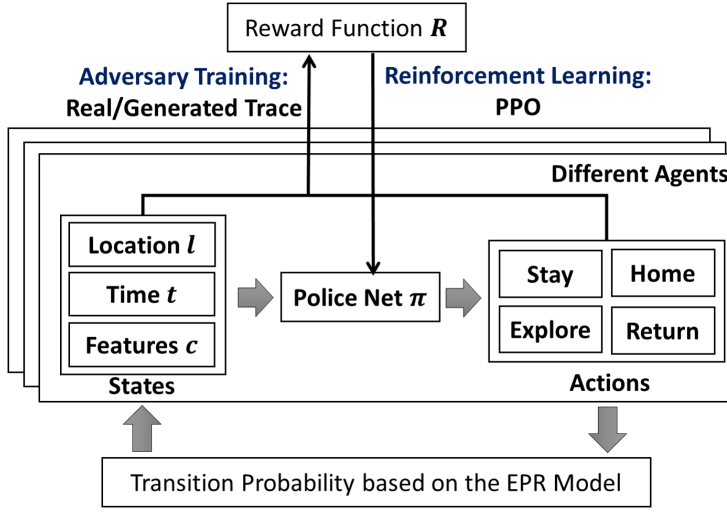 Reward Function R
Adversary Training:
Real/Generated Trace
Reinforcement Learning:
PPO
Different Agents
Location l
Time t
Features c
States
Police Net π
Stay
Home
Explore
Return
Actions
Transition Probability based on the EPR Model